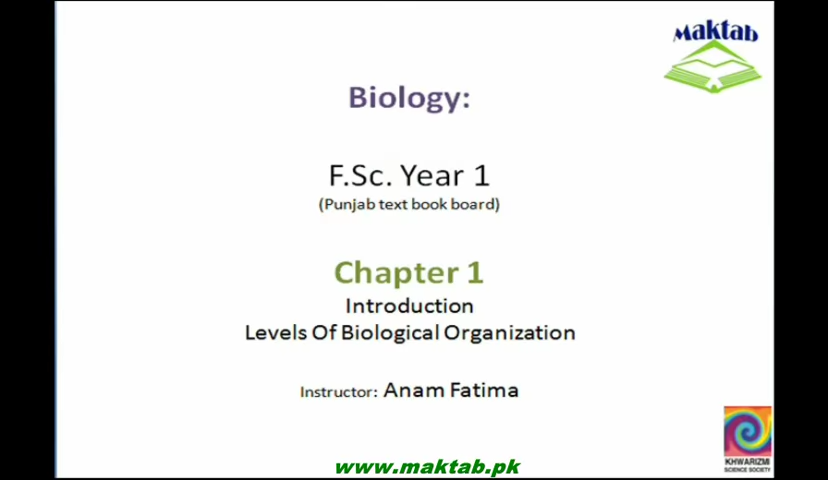 Maktab
Biology:
F.Sc. Year 1
(Punjab text book board)
Chapter 1
Introduction
Levels Of Biological Organization
Instructor: Anam Fatima
KHWARIZMI
SCIENCE SOCIETY
www.maktab.pk